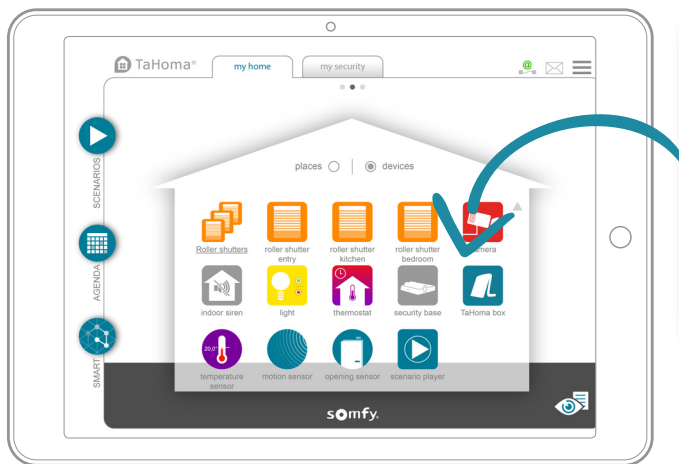 TaHoma®
my home
my security
@
places
devices
SCENARIOS
AGENDA
SMART
Roller shutters
roller shutter
entry
roller shutter
kitchen
roller shutter
bedroom
indoor siren
light
thermostat
security base
TaHoma box
20,0°
temperature
sensor
motion sensor
opening sensor
scenario player
somfy.